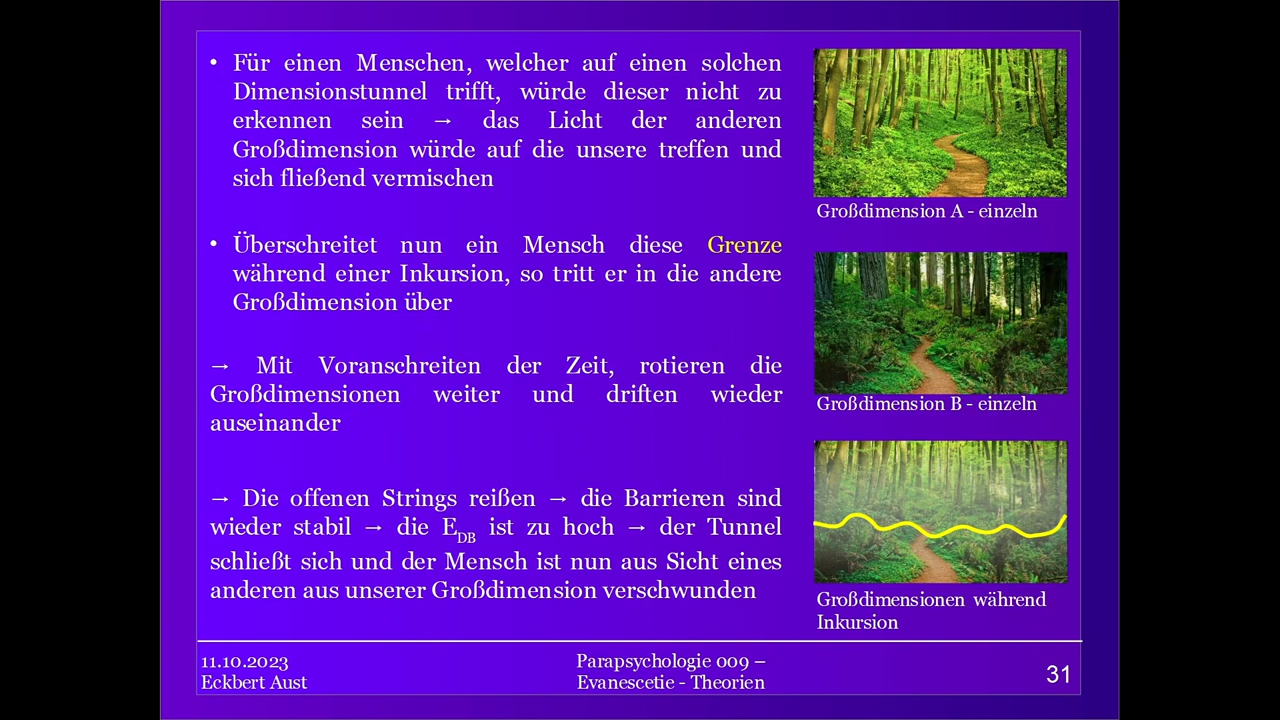 • Für einen Menschen, welcher auf einen solchen
Dimensionstunnel trifft, würde dieser nicht zu
erkennen sein → das Licht der anderen
Großdimension würde auf die unsere treffen und
sich fließend vermischen
• Überschreitet nun ein Mensch diese Grenze
während einer Inkursion, so tritt er in die andere
Großdimension über
→ Mit Voranschreiten der Zeit, rotieren die
Großdimensionen weiter und driften wieder
auseinander
→ Die offenen Strings reißen → die Barrieren sind
wieder stabil → die EDB ist zu hoch → der Tunnel
schließt sich und der Mensch ist nun aus Sicht eines
anderen aus unserer Großdimension verschwunden
Großdimension A - einzeln
Großdimension B - einzeln
Großdimensionen während
Inkursion
11.10.2023
Eckbert Aust
Parapsychologie 009 –
Evanescetie - Theorien
31